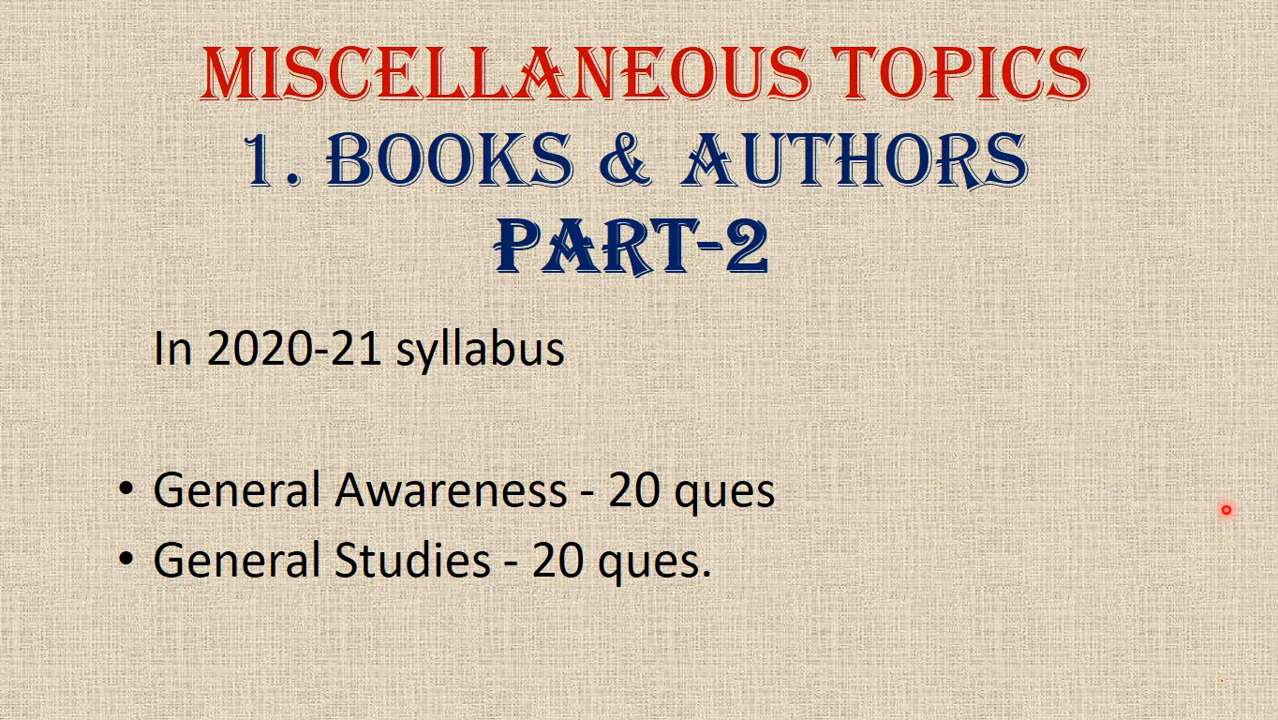 MISCELLANEOUS TOPICS
1. BOOKS & AUTHORS
PART-2
In 2020-21 syllabus
• General Awareness - 20 ques
• General Studies - 20 ques.